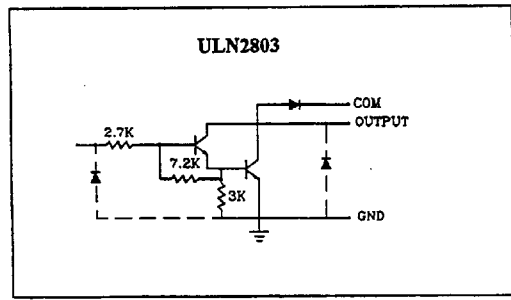 ULN2803
COM
OUTPUT
2.7K
7.2K
3K
GND